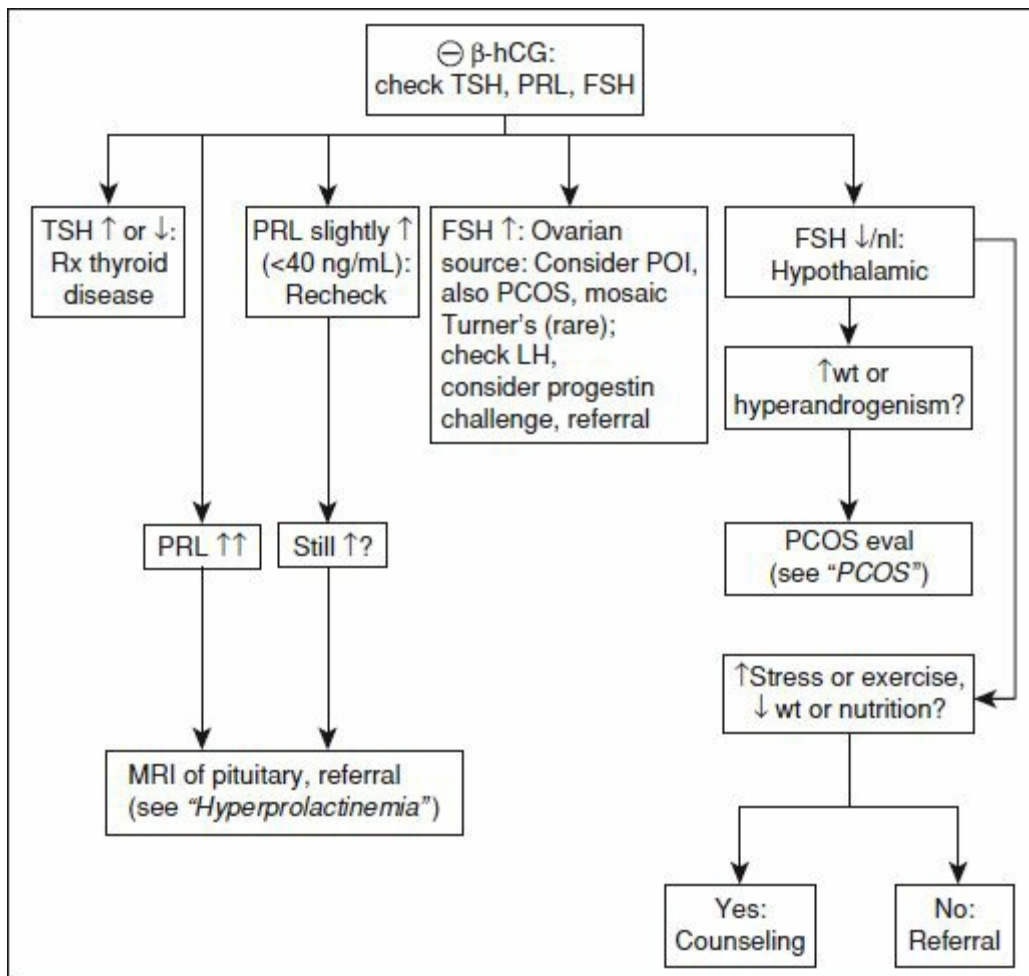 ⊖ β-hCG:
check TSH, PRL, FSH
TSH ↑ or ↓:
Rx thyroid
disease
PRL slightly ↑
(<40 ng/mL):
Recheck
FSH ↑: Ovarian
source: Consider POI,
also PCOS, mosaic
Turner's (rare);
check LH,
consider progestin
challenge, referral
FSH ↓/nl:
Hypothalamic
↑wt or
hyperandrogenism?
PRL ↑↑
Still ↑?
PCOS eval
(see “PCOS”)
↑Stress or exercise,
↓ wt or nutrition?
MRI of pituitary, referral
(see “Hyperprolactinemia”)
Yes:
Counseling
No:
Referral